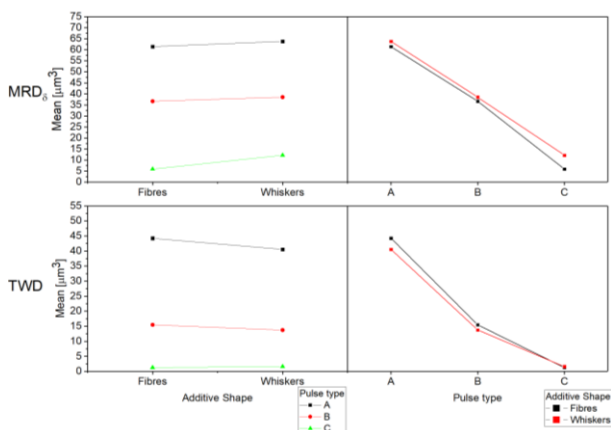 75
70
65
60
55
50
45
40
35
30
25
20
15
10
5
0
MRDδ
Mean [µm³]
Fibres Whiskers A B C
55
50
45
40
35
30
25
20
15
10
5
0
TWD
Mean [µm³]
Fibres Whiskers A B C
Additive Shape
Pulse type
Pulse type
A
B
C
Additive Shape
Fibres
Whiskers